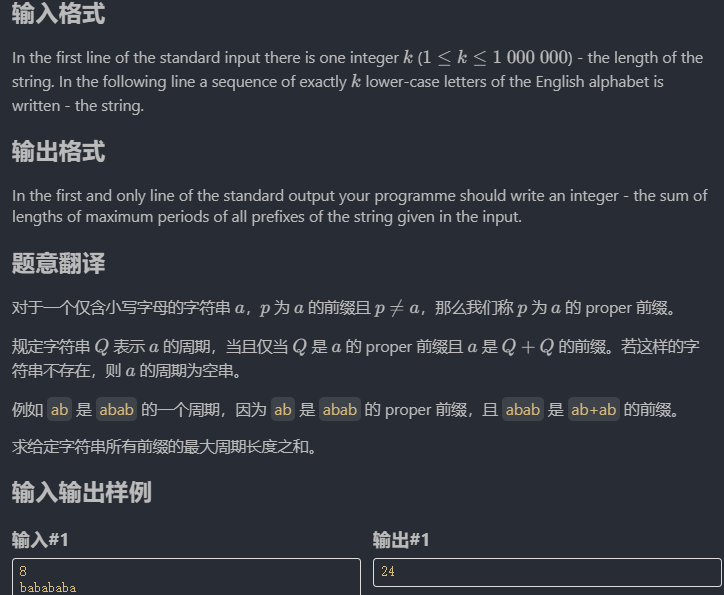 输入格式
In the first line of the standard input there is one integer k (1 ≤ k ≤ 1 000 000) - the length of the
string. In the following line a sequence of exactly k lower-case letters of the English alphabet is
written - the string.
输出格式
In the first and only line of the standard output your programme should write an integer - the sum of
lengths of maximum periods of all prefixes of the string given in the input.
题意翻译
对于一个仅含小写字母的字符串 a，p 为 a 的前缀且 p ≠ a，那么我们称 p 为 a 的 proper 前缀。
规定字符串 Q 表示 a 的周期，当且仅当 Q 是 a 的 proper 前缀且 a 是 Q + Q 的前缀。若这样的字
符串不存在，则 a 的周期为空串。
例如 ab 是 abab 的一个周期，因为 ab 是 abab 的 proper 前缀，且 abab 是 ab+ab 的前缀。
求给定字符串所有前缀的最大周期长度之和。
输入输出样例
输入#1 输出#1
8 24
babababa